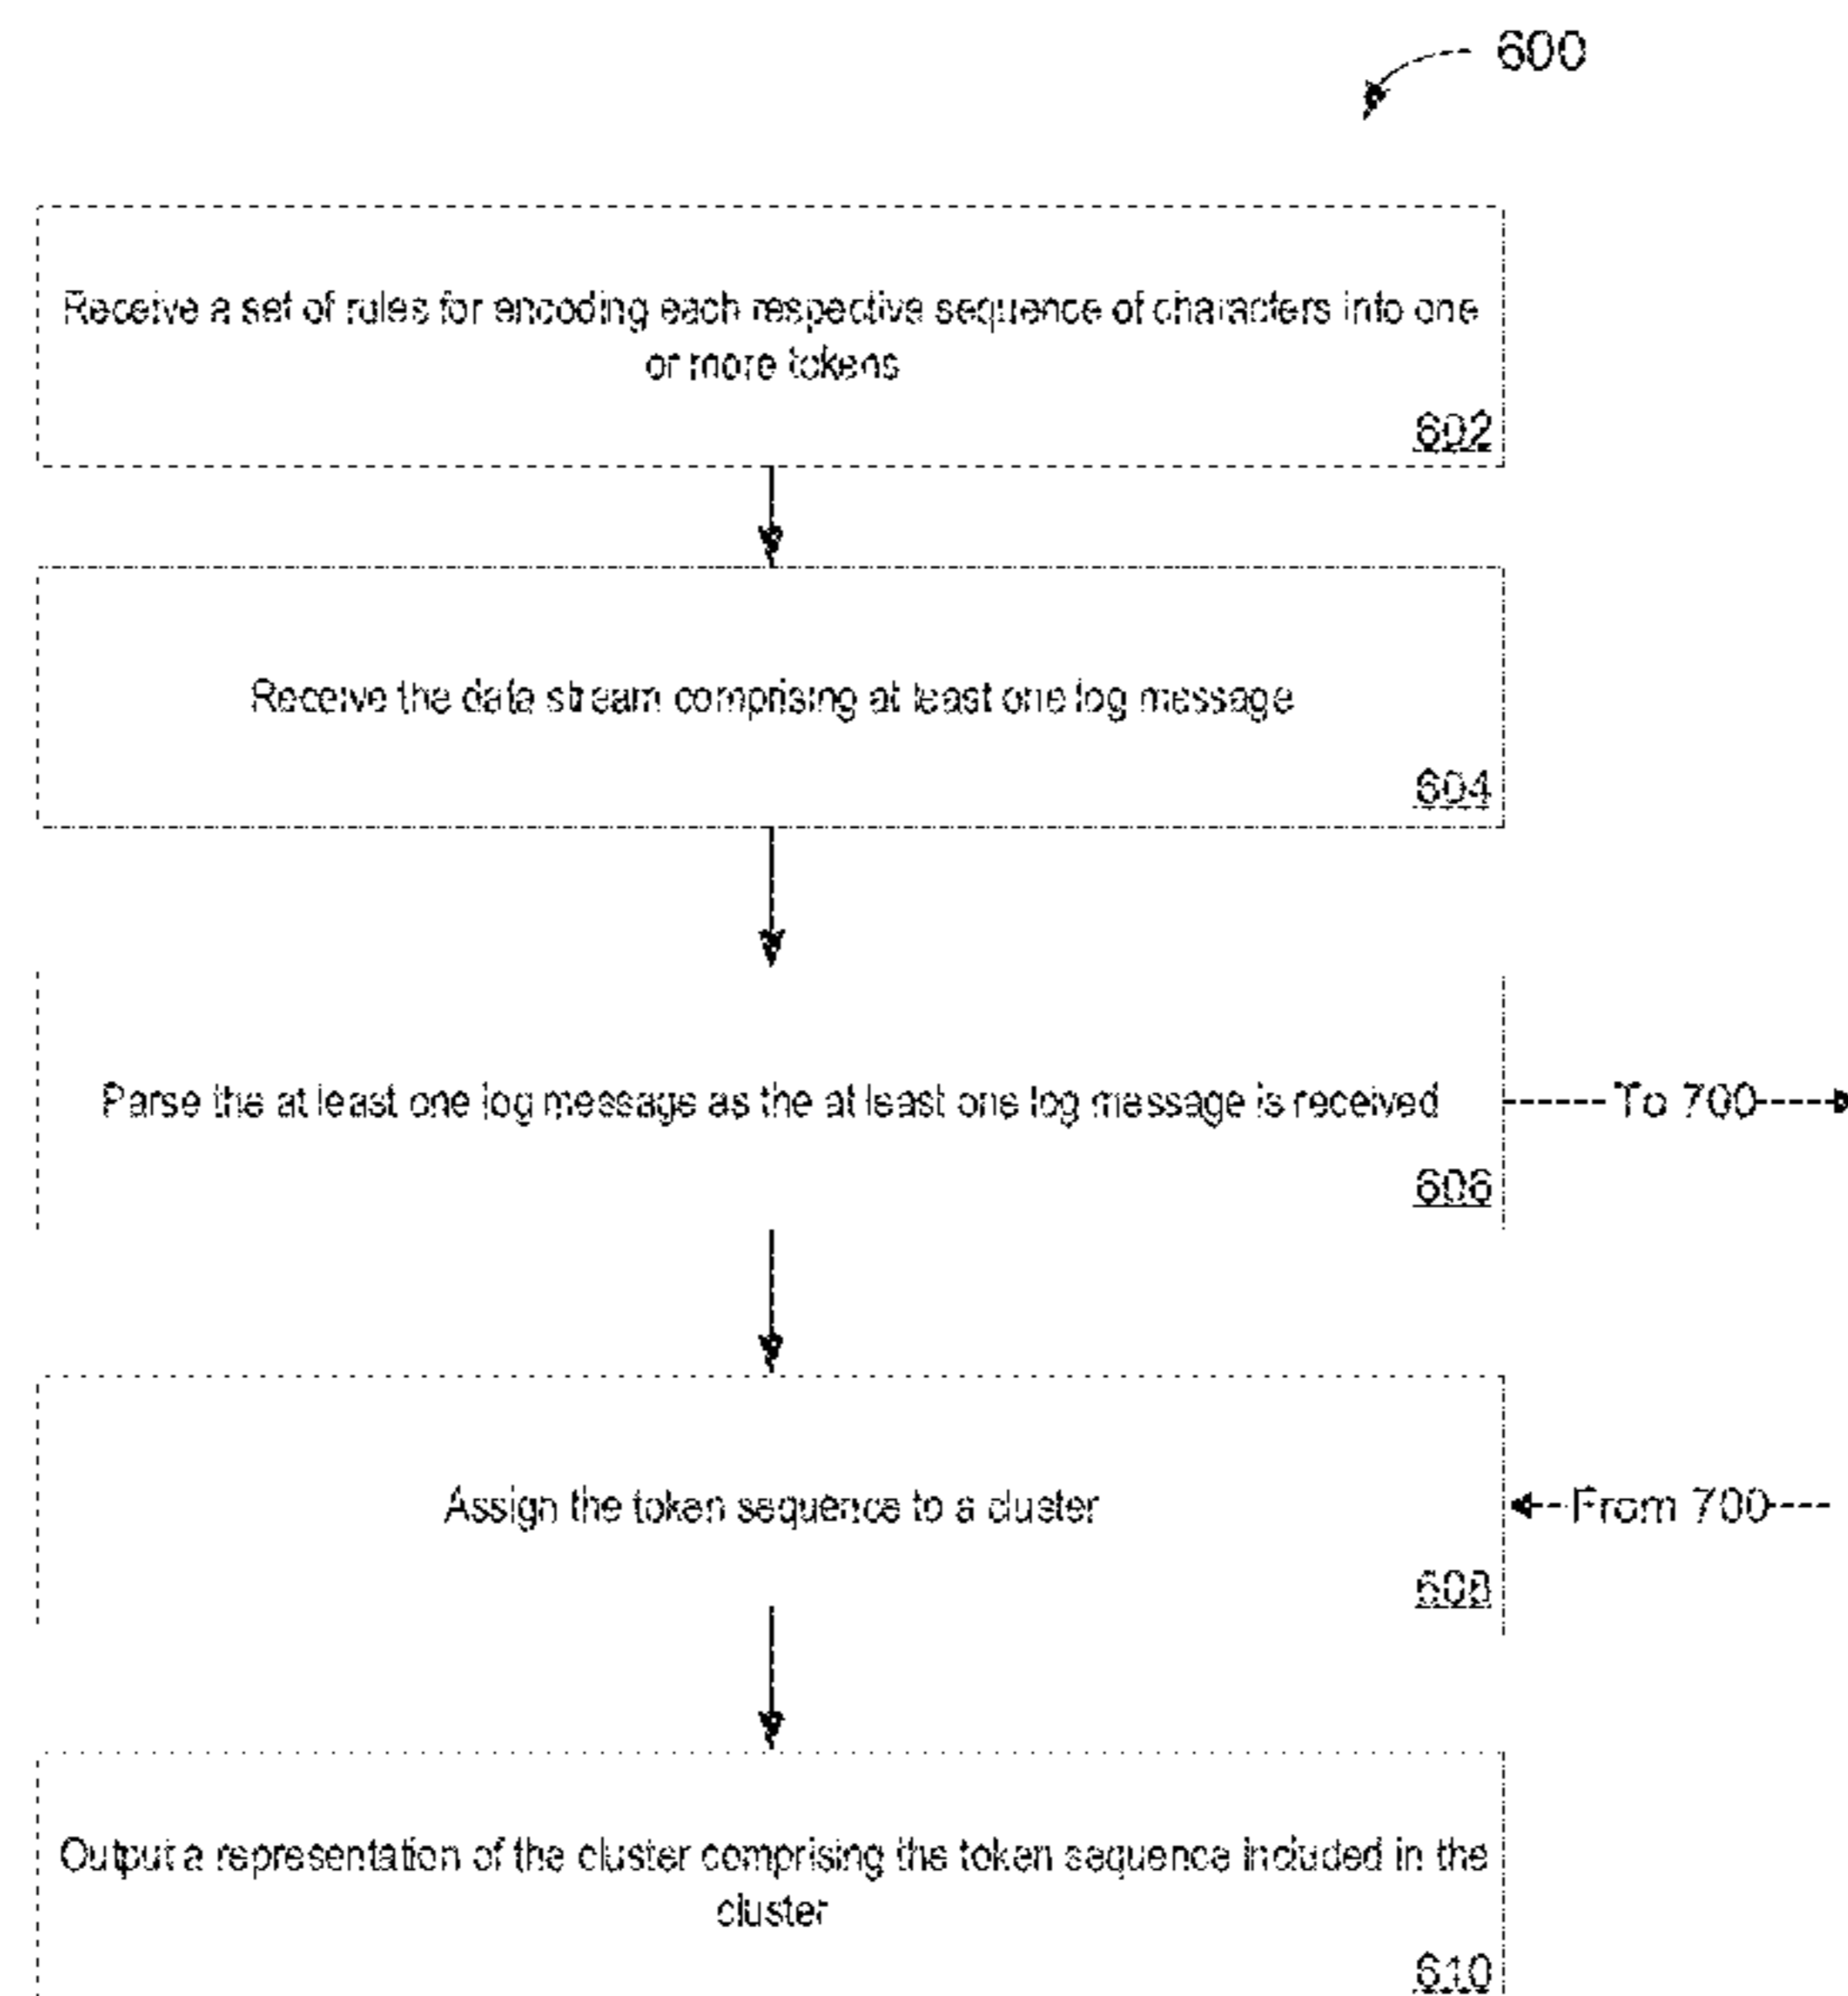 600
Receive a set of rules for encoding each respective sequence of characters into one
or more tokens
602
Receive the data stream comprising at least one log message
604
Parse the at least one log message as the at least one log message is received
To 700
606
Assign the token sequence to a cluster
From 700
608
Output a representation of the cluster comprising the token sequence included in the
cluster
610